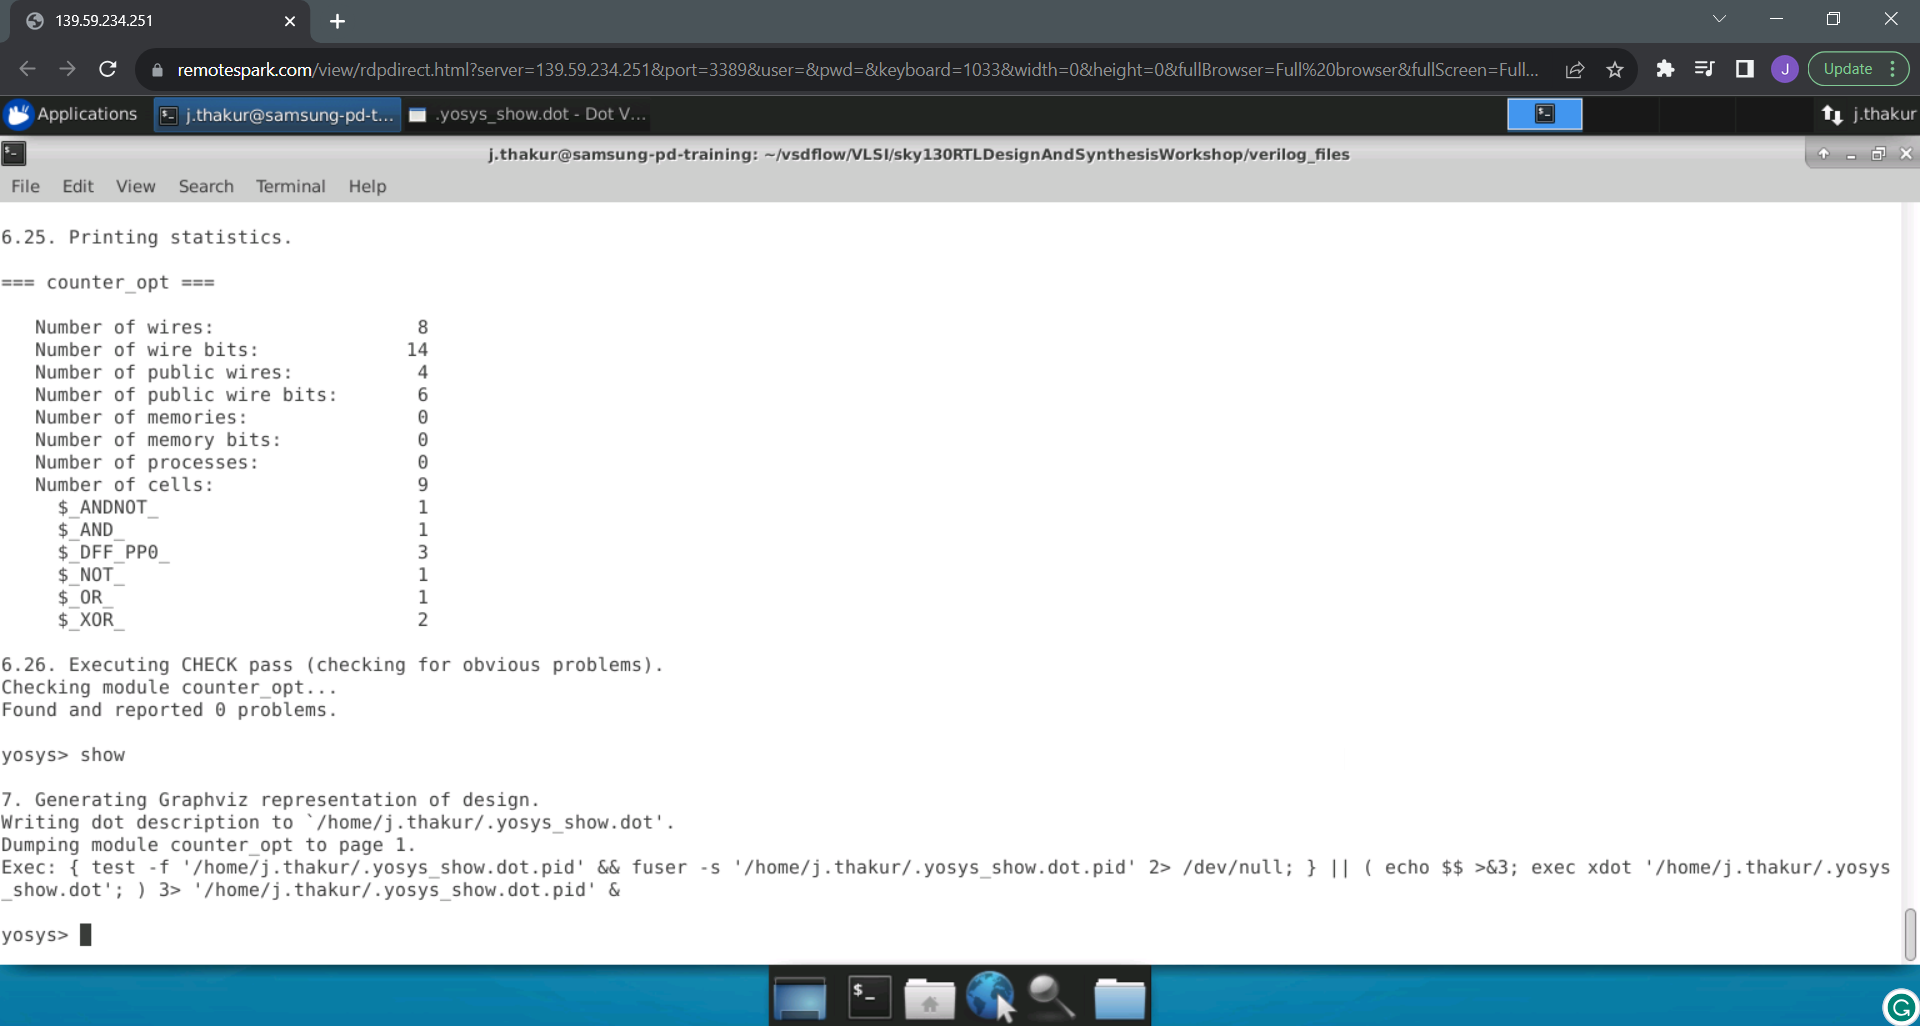 139.59.234.251
remotespark.com/view/rdpdirect.html?server=139.59.234.251&port=3389&user=&pwd=&keyboard=1033&width=0&height=0&fullBrowser=Full%20browser&fullScreen=Full...
J
Update
Applications
j.thakur@samsung-pd-t...
.yosys_show.dot - Dot V...
j.thakur
j.thakur@samsung-pd-training: ~/vsdflow/VLSI/sky130RTLDesignAndSynthesisWorkshop/verilog_files
File Edit View Search Terminal Help
6.25. Printing statistics.
=== counter_opt ===
Number of wires: 8
Number of wire bits: 14
Number of public wires: 4
Number of public wire bits: 6
Number of memories: 0
Number of memory bits: 0
Number of processes: 0
Number of cells: 9
$_ANDNOT_ 1
$_AND_ 1
$_DFF_PP0_ 3
$_NOT_ 1
$_OR_ 1
$_XOR_ 2
6.26. Executing CHECK pass (checking for obvious problems).
Checking module counter_opt...
Found and reported 0 problems.
yosys> show
7. Generating Graphviz representation of design.
Writing dot description to `/home/j.thakur/.yosys_show.dot'.
Dumping module counter_opt to page 1.
Exec: { test -f '/home/j.thakur/.yosys_show.dot.pid' && fuser -s '/home/j.thakur/.yosys_show.dot.pid' 2> /dev/null; } || ( echo $$ >&3; exec xdot '/home/j.thakur/.yosys
_show.dot'; ) 3> '/home/j.thakur/.yosys_show.dot.pid' &
yosys>
$_
G